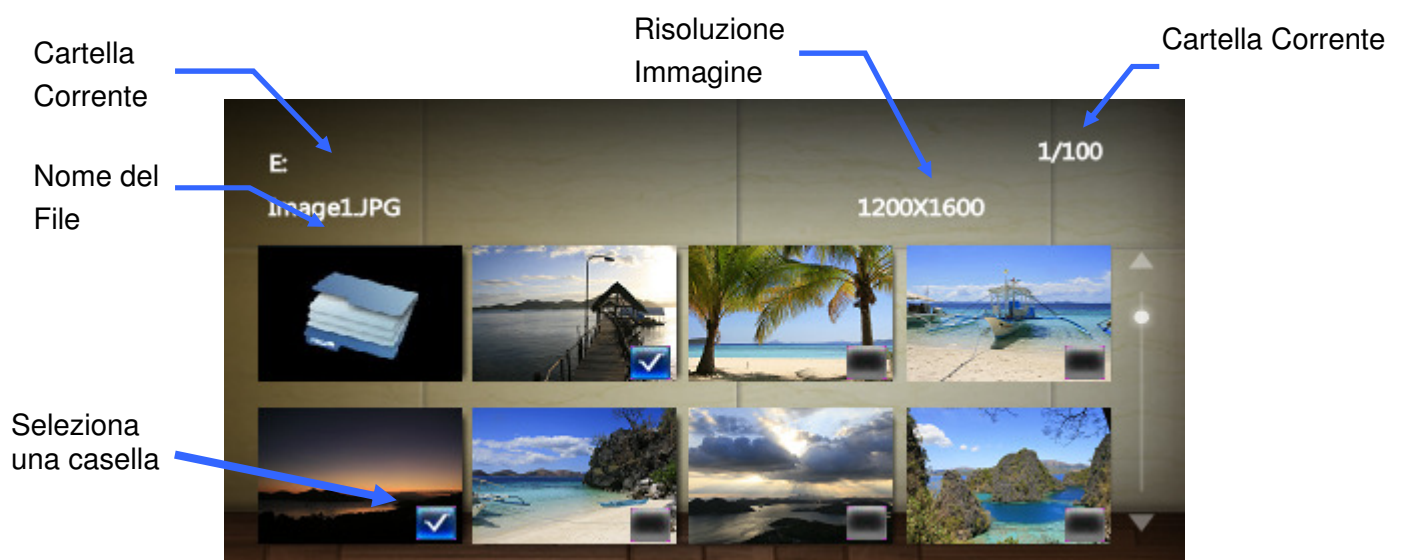 Risoluzione
Immagine
Cartella Corrente
Cartella
Corrente
1/100
E:
Nome del
File
Image1.JPG
1200X1600
Seleziona
una casella